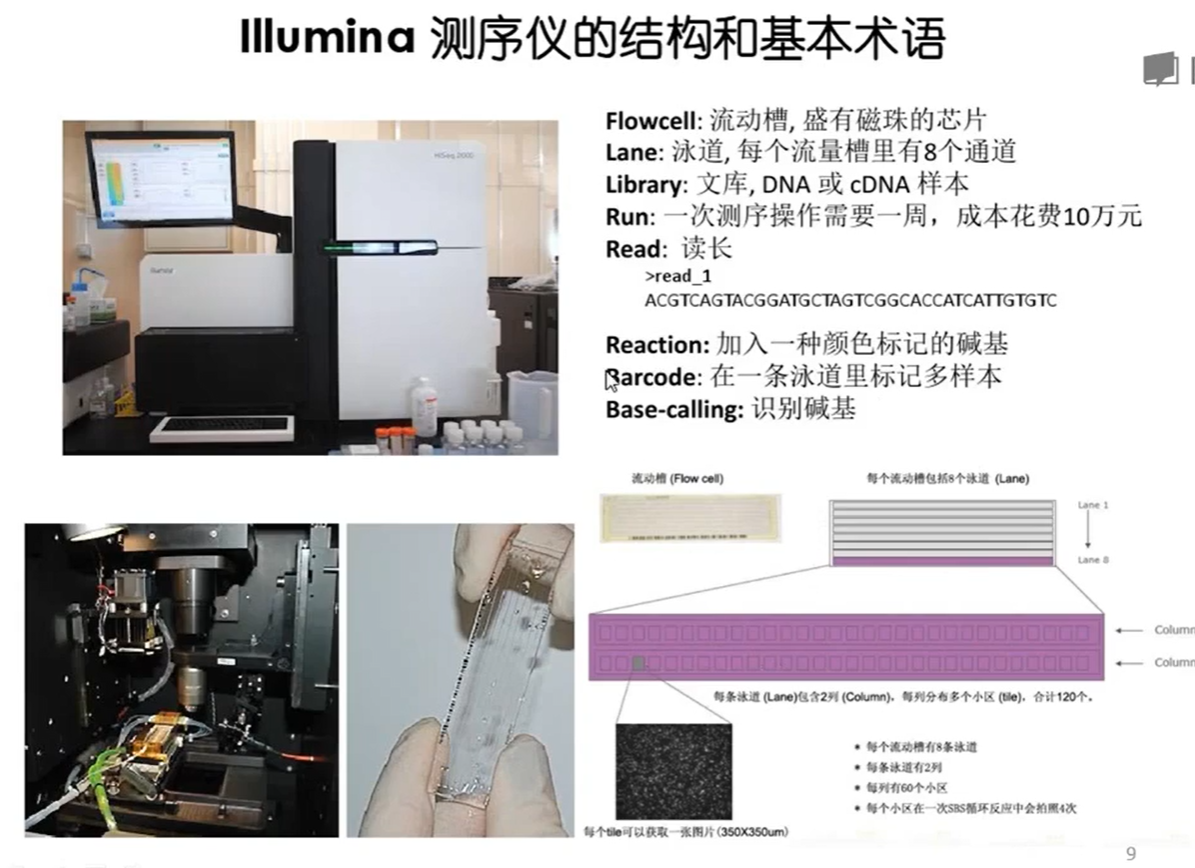 Illumina 测序仪的结构和基本术语
HiSeq 2000
illumina
Flowcell: 流动槽, 盛有磁珠的芯片
Lane: 泳道, 每个流量槽里有8个通道
Library: 文库, DNA 或 cDNA 样本
Run: 一次测序操作需要一周，成本花费10万元
Read: 读长
>read_1
ACGTCAGTACGGATGCTAGTCGGCACCATCATTGTGTC
Reaction: 加入一种颜色标记的碱基
Barcode: 在一条泳道里标记多样本
Base-calling: 识别碱基
流动槽 (Flow cell)
每个流动槽包括8个泳道 (Lane)
Lane 1
Lane 8
Column
Column
每条泳道 (Lane)包含2列 (Column)，每列分布多个小区 (tile)，合计120个。
* 每个流动槽有8条泳道
* 每条泳道有2列
* 每列有60个小区
* 每个小区在一次SBS循环反应中会拍照4次
每个tile可以获取一张图片(350X350um)
9